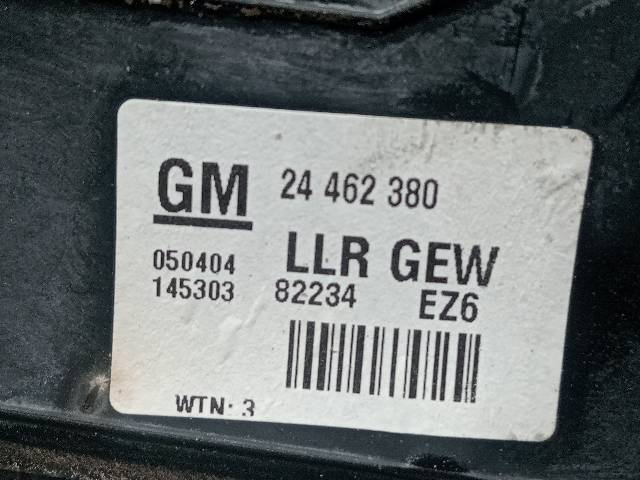 GM 24 462 380
050404 LLR GEW
145303 82234 EZ6
WTN: 3